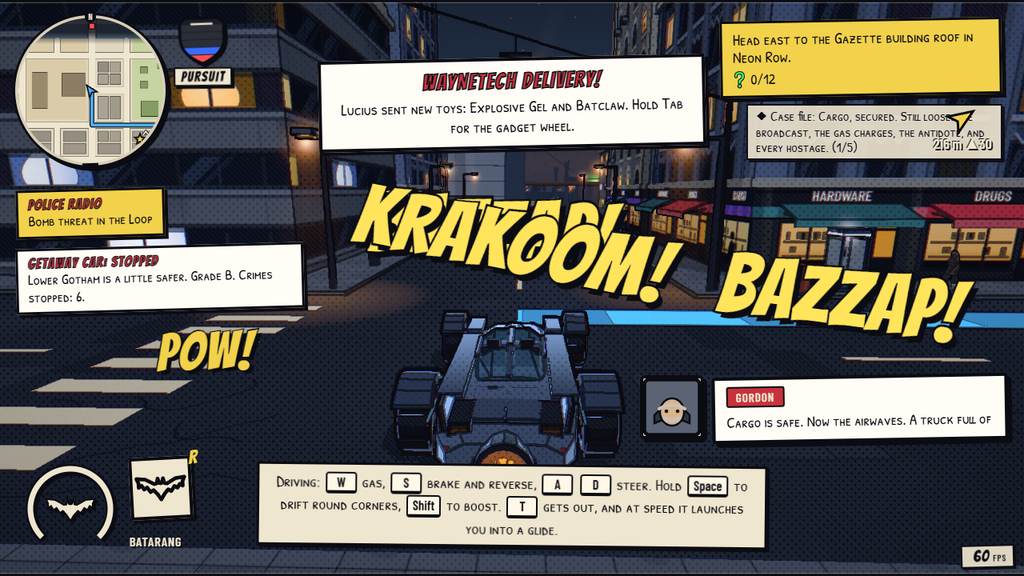 PURSUIT
WAYNETECH DELIVERY!
Lucius sent new toys: Explosive Gel and Batclaw. Hold Tab
for the gadget wheel.
Head east to the Gazette building roof in
Neon Row.
? 0/12
◆ Case file: Cargo, secured. Still loose
broadcast, the gas charges, the antidote, and
every hostage. (1/5)
POLICE RADIO
Bomb threat in the Loop
GETAWAY CAR: STOPPED
Lower Gotham is a little safer. Grade B. Crimes
stopped: 6.
HARDWARE
DRUGS
KRAKOOM!
BAZZAP!
POW!
GORDON
Cargo is safe. Now the airwaves. A truck full of
R
BATARANG
Driving: W gas, S brake and reverse, A D steer. Hold Space to
drift round corners, Shift to boost. T gets out, and at speed it launches
you into a glide.
60 FPS